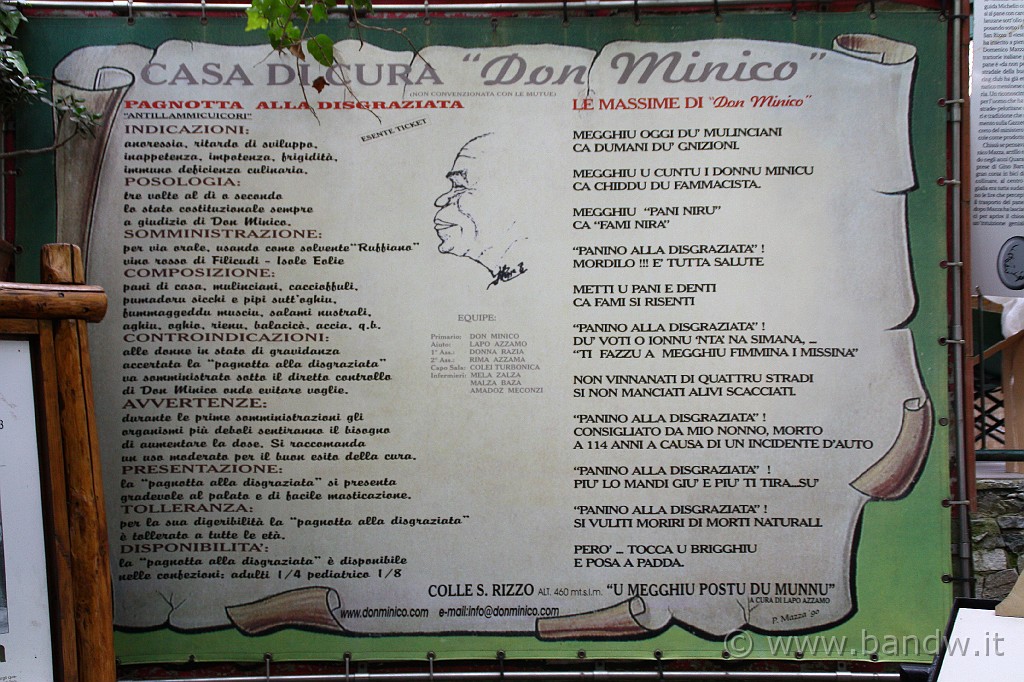 CASA DI CURA "Don Minico"
(NON CONVENZIONATA CON LE MUTUE)
PAGNOTTA ALLA DISGRAZIATA
"ANTILLAMMICUICORI"
ESENTE TICKET
INDICAZIONI:
anoressia, ritardo di sviluppo,
inappetenza, impotenza, frigidità,
immuno deficienza culinaria.
POSOLOGIA:
tre volte al dì o secondo
lo stato costituzionale sempre
a giudizio di Don Minico.
SOMMINISTRAZIONE:
per via orale, usando come solvente "Ruffiano"
vino rosso di Filicudi - Isole Eolie
COMPOSIZIONE:
pani di casa, mulinciani, caccioffuli,
pumadoru sicchi e pipi sutt'oghiu,
fummaggeddu musciu, salami nustrali,
aghiu, oghio, rienu, balacicè, accia, q.b.
CONTROINDICAZIONI:
alle donne in stato di gravidanza
accertata la "pagnotta alla disgraziata"
va somministrato sotto il diretto controllo
di Don Minico onde evitare voglie.
AVVERTENZE:
durante le prime somministrazioni gli
organismi più deboli sentiranno il bisogno
di aumentare la dose. Si raccomanda
un uso moderato per il buon esito della cura.
PRESENTAZIONE:
la "pagnotta alla disgraziata" si presenta
gradevole al palato e di facile masticazione.
TOLLERANZA:
per la sua digeribilità la "pagnotta alla disgraziata"
è tollerato a tutte le età.
DISPONIBILITA':
la "pagnotta alla disgraziata" è disponibile
nelle confezioni: adulti 1/4 pediatrico 1/8
EQUIPE:
Primario: DON MINICO
Aiuto: LAPO AZZAMO
1ª Ass.: DONNA RAZIA
2ª Ass.: RIMA AZZAMA
Capo Sala: COLEI TURBONICA
Infermieri: MELA ZALZA
MALZA BAZA
AMADOZ MECONZI
LE MASSIME DI "Don Minico"
MEGGHIU OGGI DU' MULINCIANI
CA DUMANI DU' GNIZIONI.
MEGGHIU U CUNTU I DONNU MINICU
CA CHIDDU DU FAMMACISTA.
MEGGHIU "PANI NIRU"
CA "FAMI NIRA"
"PANINO ALLA DISGRAZIATA" !
MORDILO !!! E' TUTTA SALUTE
METTI U PANI E DENTI
CA FAMI SI RISENTI
"PANINO ALLA DISGRAZIATA" !
DU' VOTI O IONNU 'NTA' NA SIMANA, ...
"TI FAZZU A MEGGHIU FIMMINA I MISSINA"
NON VINNANATI DI QUATTRU STRADI
SI NON MANCIATI ALIVI SCACCIATI.
"PANINO ALLA DISGRAZIATA" !
CONSIGLIATO DA MIO NONNO, MORTO
A 114 ANNI A CAUSA DI UN INCIDENTE D'AUTO
"PANINO ALLA DISGRAZIATA" !
PIU' LO MANDI GIU' E PIU' TI TIRA...SU'
"PANINO ALLA DISGRAZIATA" !
SI VULITI MORIRI DI MORTI NATURALI.
PERO' ... TOCCA U BRIGGHIU
E POSA A PADDA.
COLLE S. RIZZO ALT. 460 mt.s.l.m. "U MEGGHIU POSTU DU MUNNU"
A CURA DI LAPO AZZAMO
www.donminico.com e-mail:info@donminico.com
P. Mazza '90
© www.bandw.it